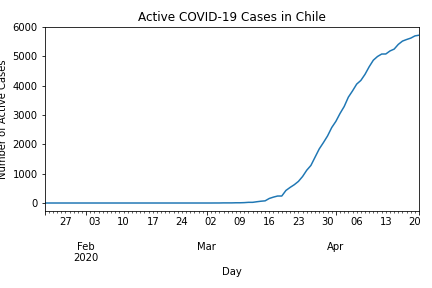 Active COVID-19 Cases in Chile
Number of Active Cases
6000
5000
4000
3000
2000
1000
0
27 03 10 17 24 02 09 16 23 30 06 13 20
Feb Mar Apr
2020
Day